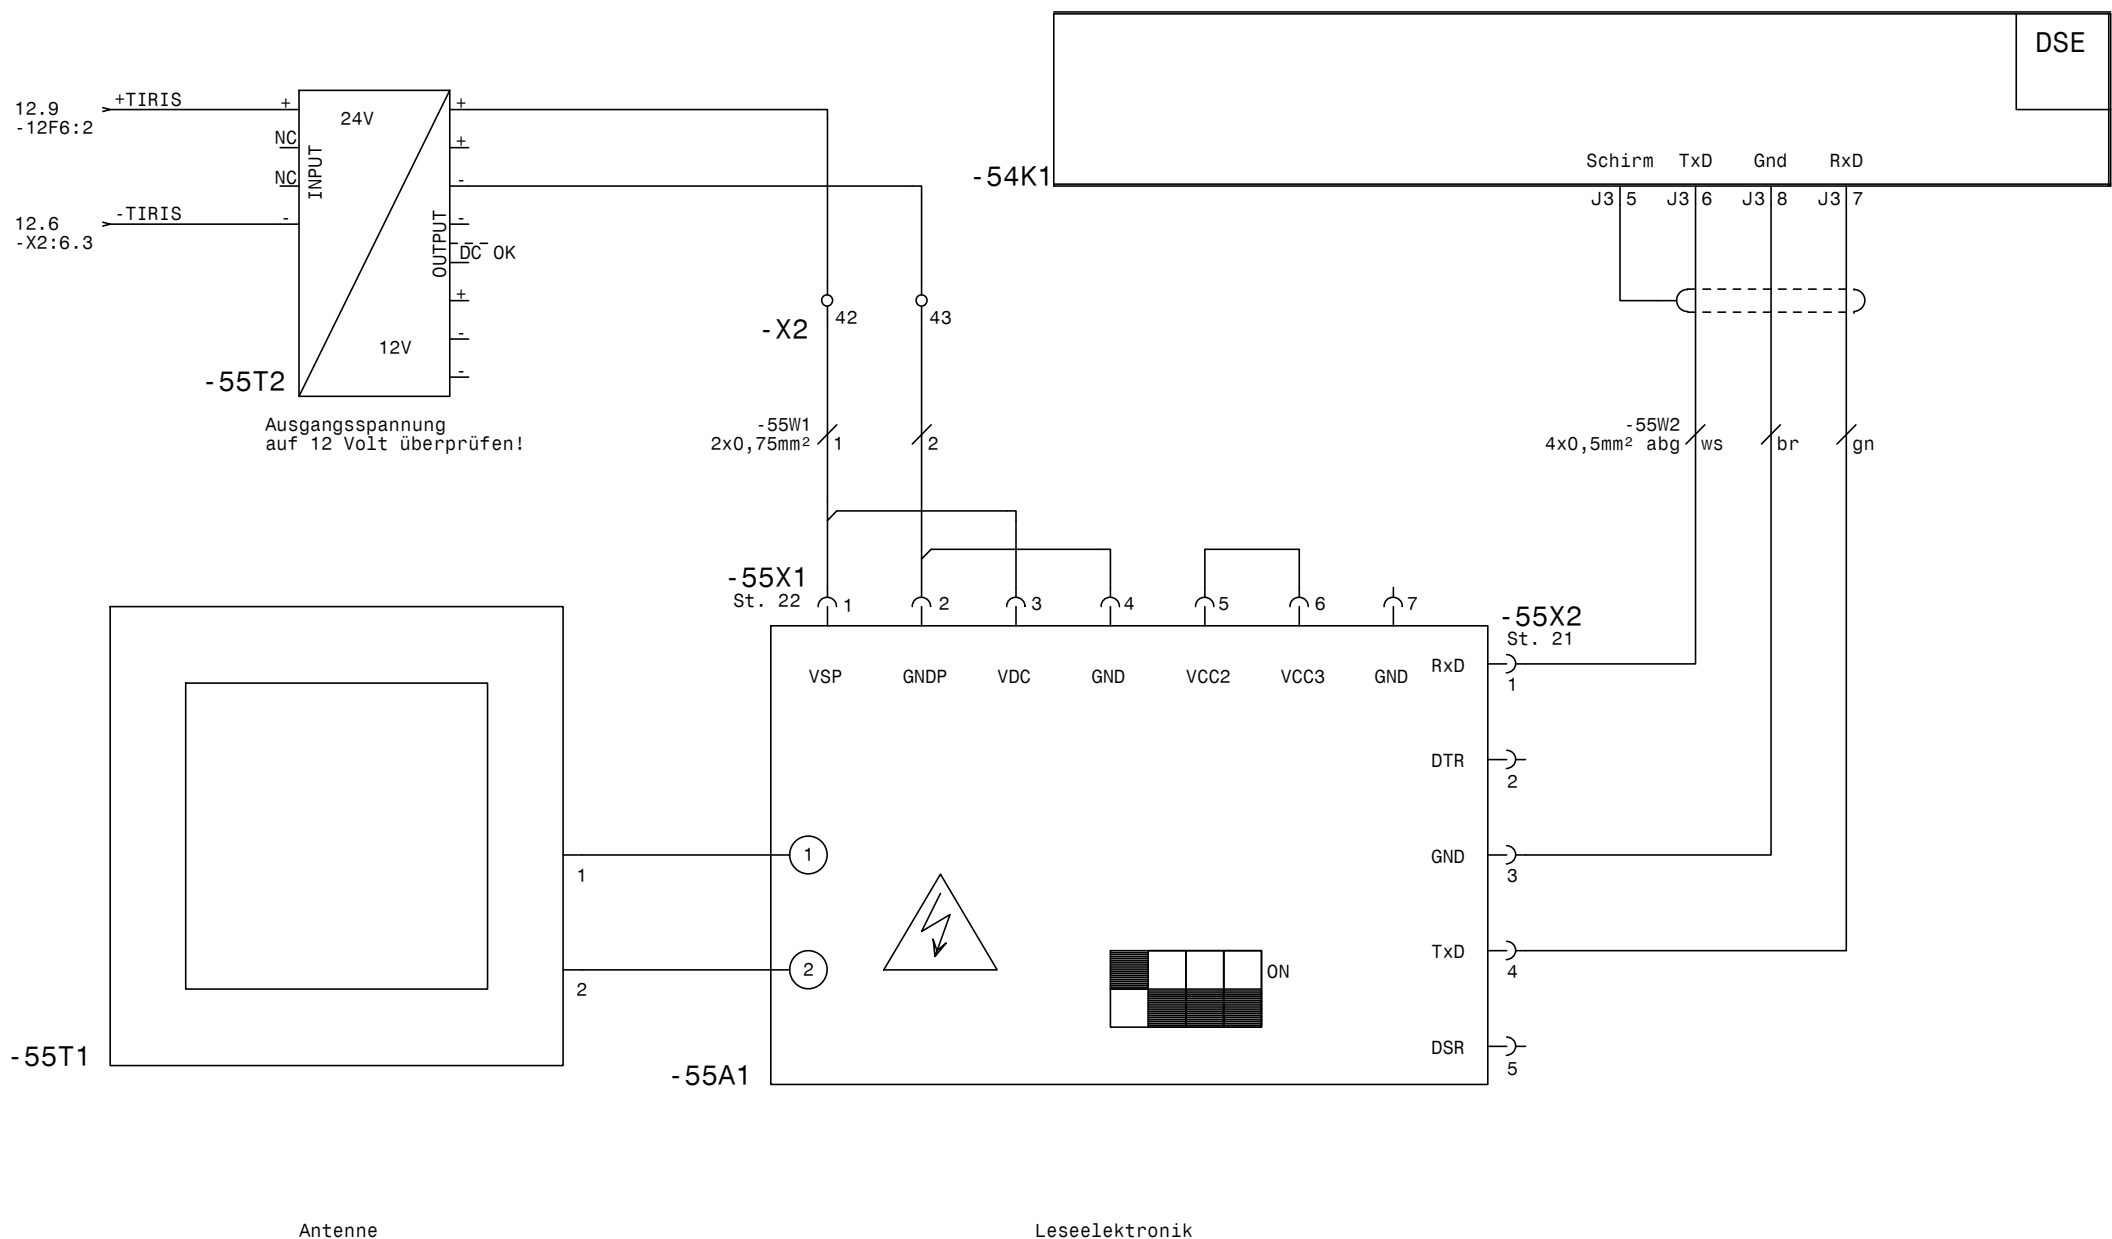 DSE
Schirm TxD Gnd RxD
-54K1
J3 5 J3 6 J3 8 J3 7
12.9
-12F6:2
+TIRIS
12.6
-X2:6.3
-TIRIS
+
NC
NC
-
INPUT
24V
OUTPUT
12V
+
+
-
-
DC OK
+
-
-
-55T2
Ausgangsspannung
auf 12 Volt überprüfen!
-X2
42
43
-55W1
2x0,75mm²
1
2
-55W2
4x0,5mm² abg
ws
br
gn
-55X1
St. 22
1 2 3 4 5 6 7
VSP GNDP VDC GND VCC2 VCC3 GND
-55X2
St. 21
RxD
1
DTR
2
GND
3
TxD
4
DSR
5
1
1
2
2
ON
-55T1
-55A1
Antenne
Leseelektronik